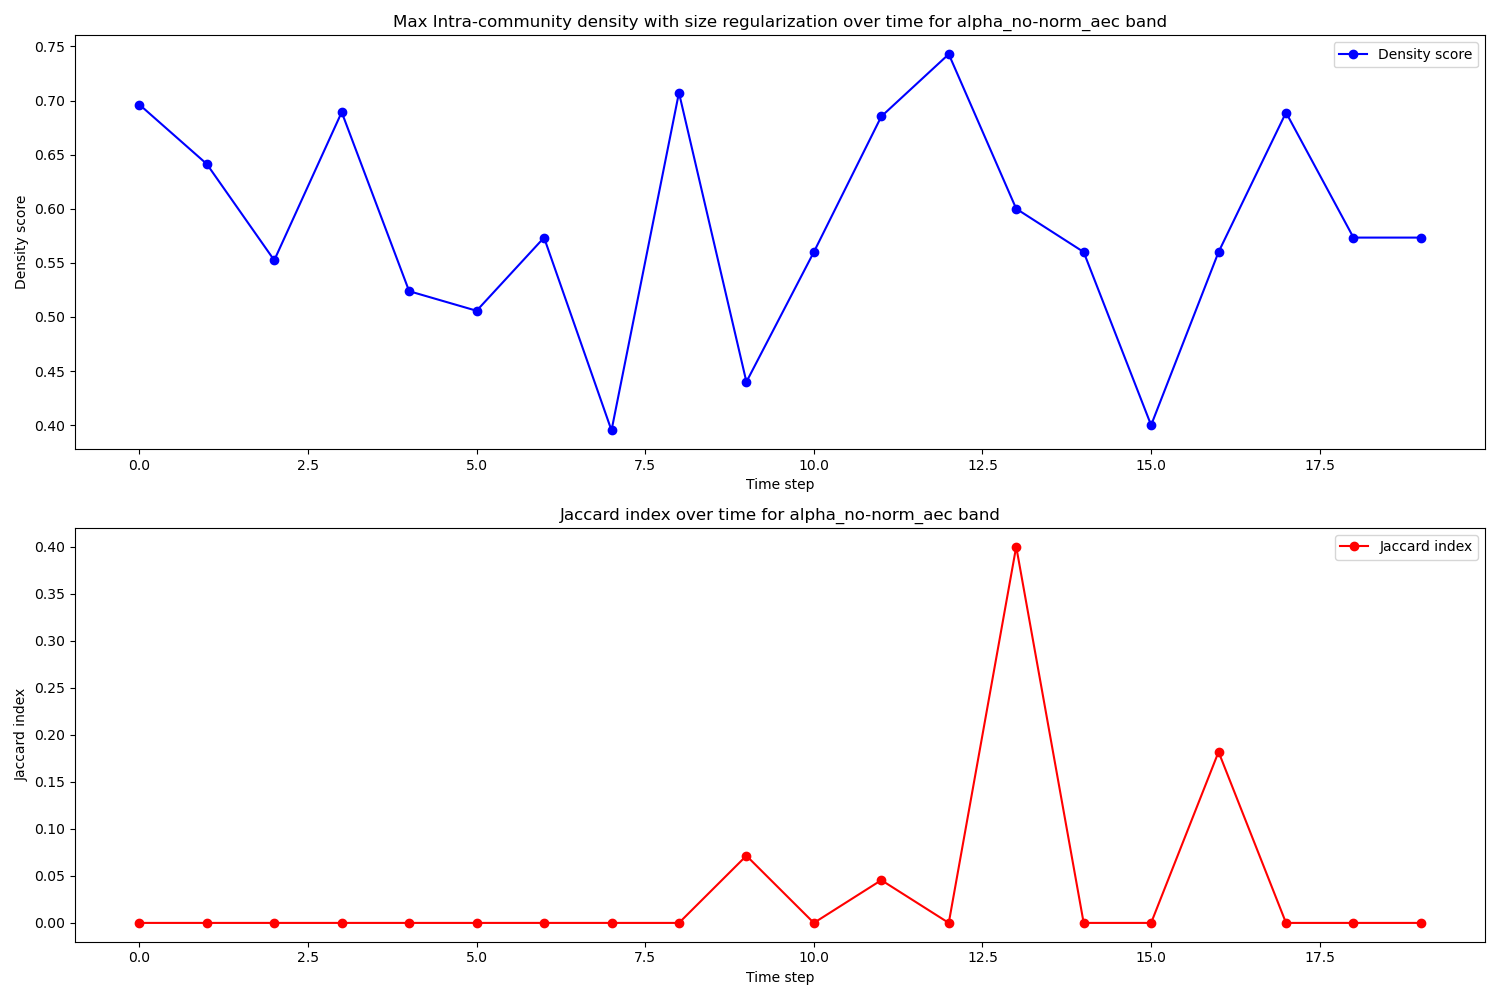 Max Intra-community density with size regularization over time for alpha_no-norm_aec band
Density score
0.75
0.70
0.65
0.60
0.55
0.50
0.45
0.40
Density score
0.0 2.5 5.0 7.5 10.0 12.5 15.0 17.5
Time step
Jaccard index over time for alpha_no-norm_aec band
Jaccard index
0.40
0.35
0.30
0.25
0.20
0.15
0.10
0.05
0.00
Jaccard index
0.0 2.5 5.0 7.5 10.0 12.5 15.0 17.5
Time step